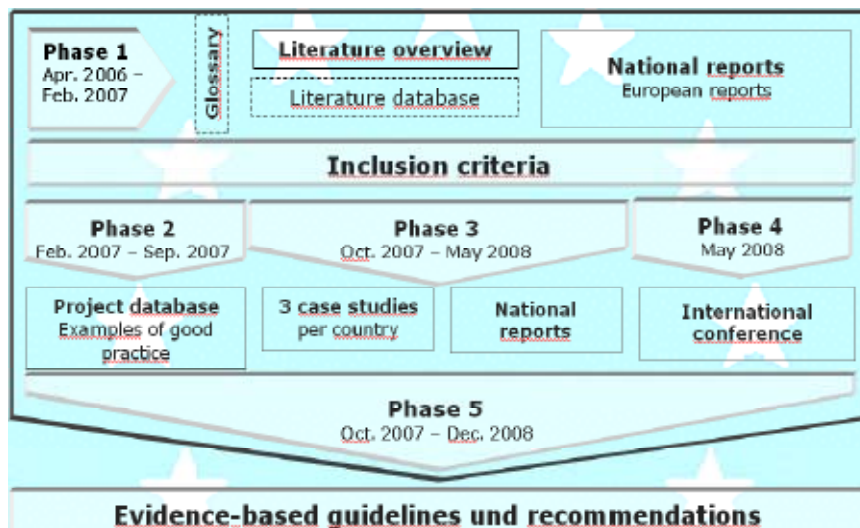 Phase 1
Apr. 2006 –
Feb. 2007
Glossary
Literature overview
Literature database
National reports
European reports
Inclusion criteria
Phase 2
Feb. 2007 – Sep. 2007
Phase 3
Oct. 2007 – May 2008
Phase 4
May 2008
Project database
Examples of good
practice
3 case studies
per country
National
reports
International
conference
Phase 5
Oct. 2007 – Dec. 2008
Evidence-based guidelines und recommendations